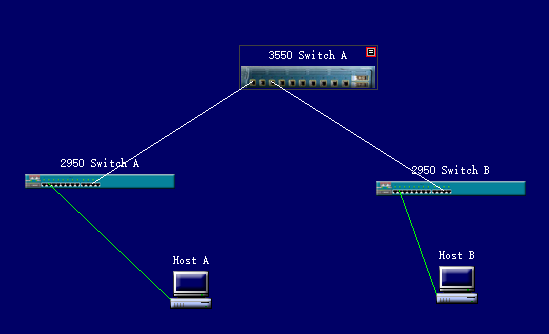 3550 Switch A
2950 Switch A
2950 Switch B
Host A
Host B